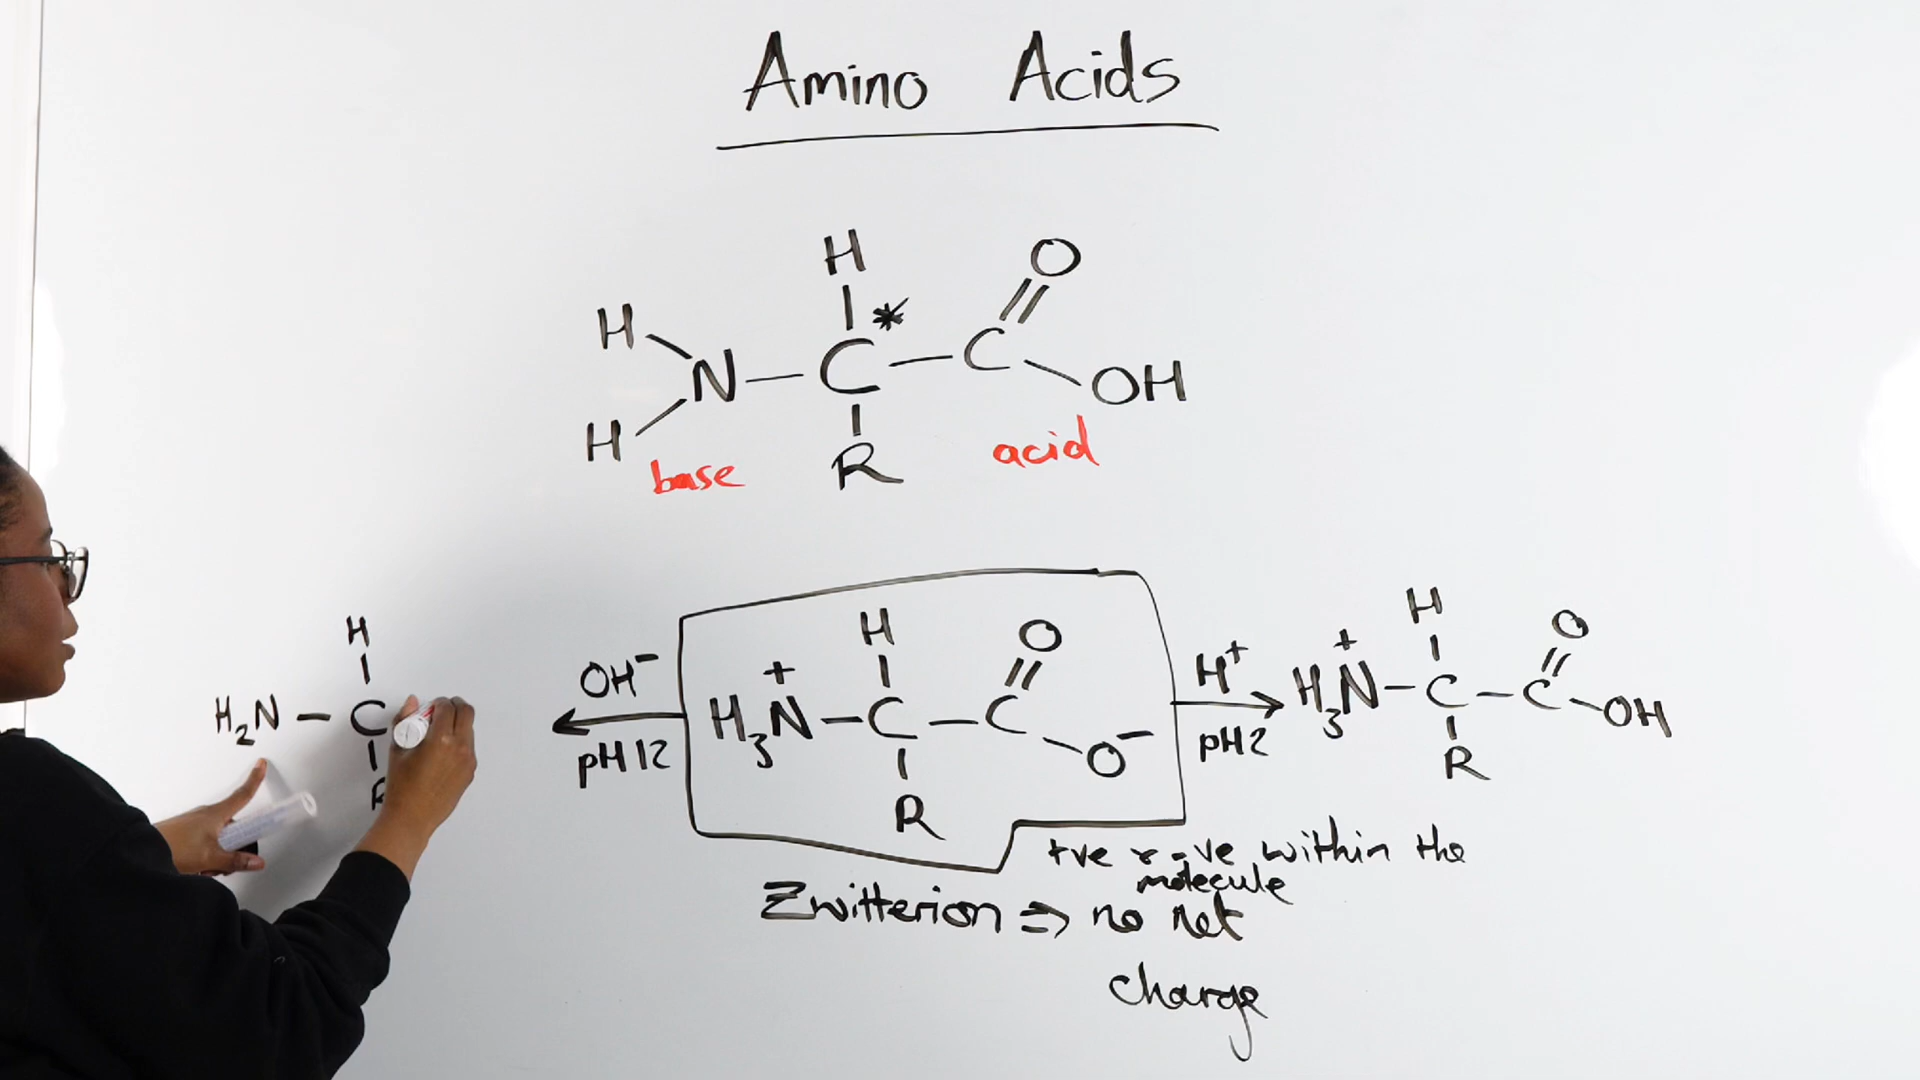 Amino Acids
H H O
* 
N C C OH
H R
base acid
H
H₂N – C
R
OH⁻
pH 12
H O
H₃N⁺ – C – C
O⁻
R
H⁺
pH 2
H O
H₃N⁺ – C – C
OH
R
+ve & -ve within the
molecule
Zwitterion ⇒ no net
charge